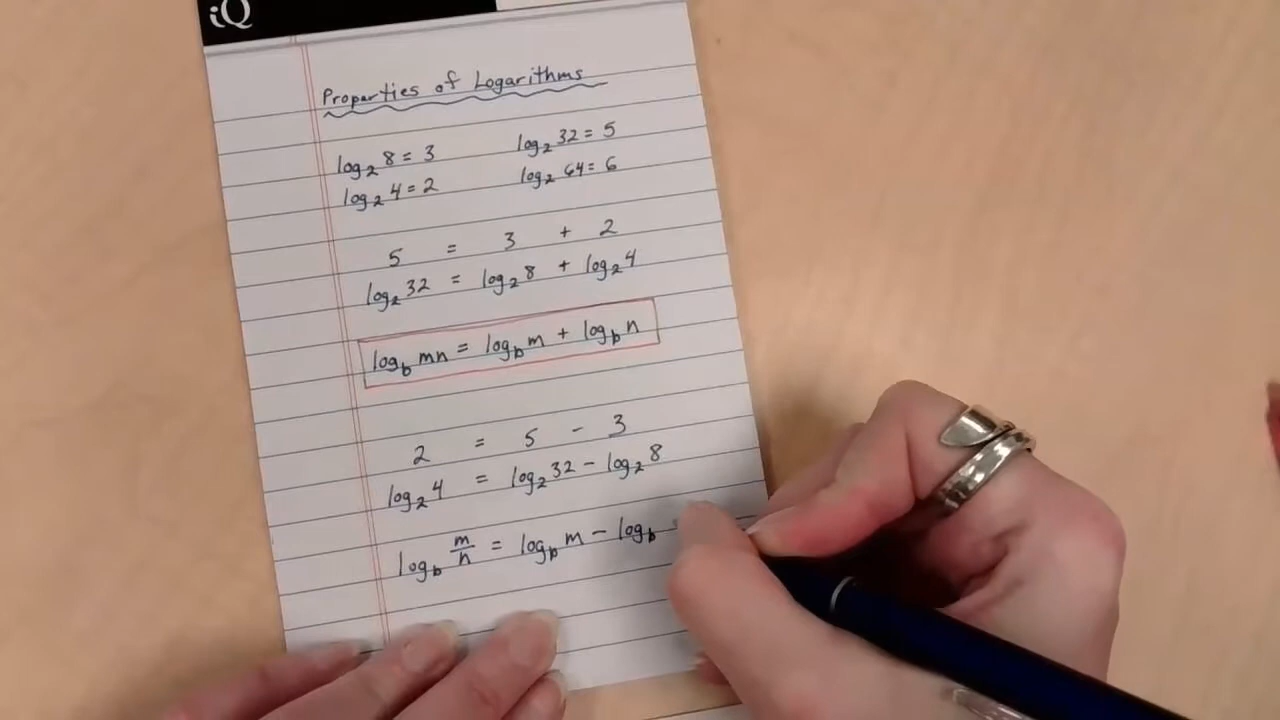 iQ
Properties of Logarithms
log₂ 8 = 3 log₂ 32 = 5
log₂ 4 = 2 log₂ 64 = 6
5 = 3 + 2
log₂ 32 = log₂ 8 + log₂ 4
log_b mn = log_b m + log_b n
2 = 5 - 3
log₂ 4 = log₂ 32 - log₂ 8
log_b m/n = log_b m - log_b